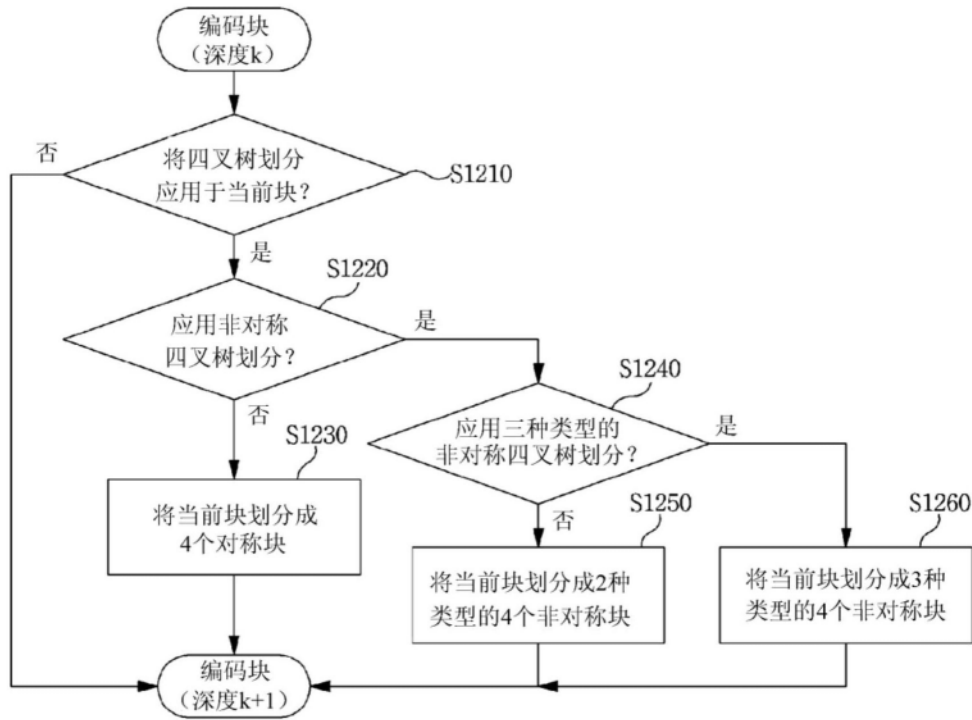 编码块
（深度k）
否
将四叉树划分
应用于当前块？
S1210
是
S1220
应用非对称
四叉树划分？
是
S1240
否
应用三种类型的
非对称四叉树划分？
是
S1230
将当前块划分成
4个对称块
S1250
否
S1260
将当前块划分成2种
类型的4个非对称块
将当前块划分成3种
类型的4个非对称块
编码块
（深度k+1）